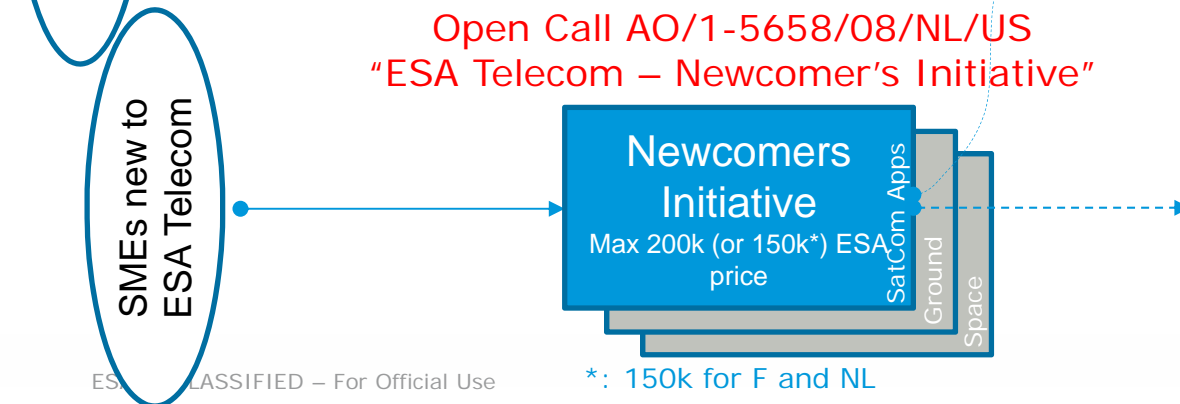 Open Call AO/1-5658/08/NL/US
“ESA Telecom – Newcomer’s Initiative”
SMEs new to
ESA Telecom
Newcomers
Initiative
Max 200k (or 150k*) ESA
price
SatCom Apps
Ground
Space
LASSIFIED – For Official Use
*: 150k for F and NL